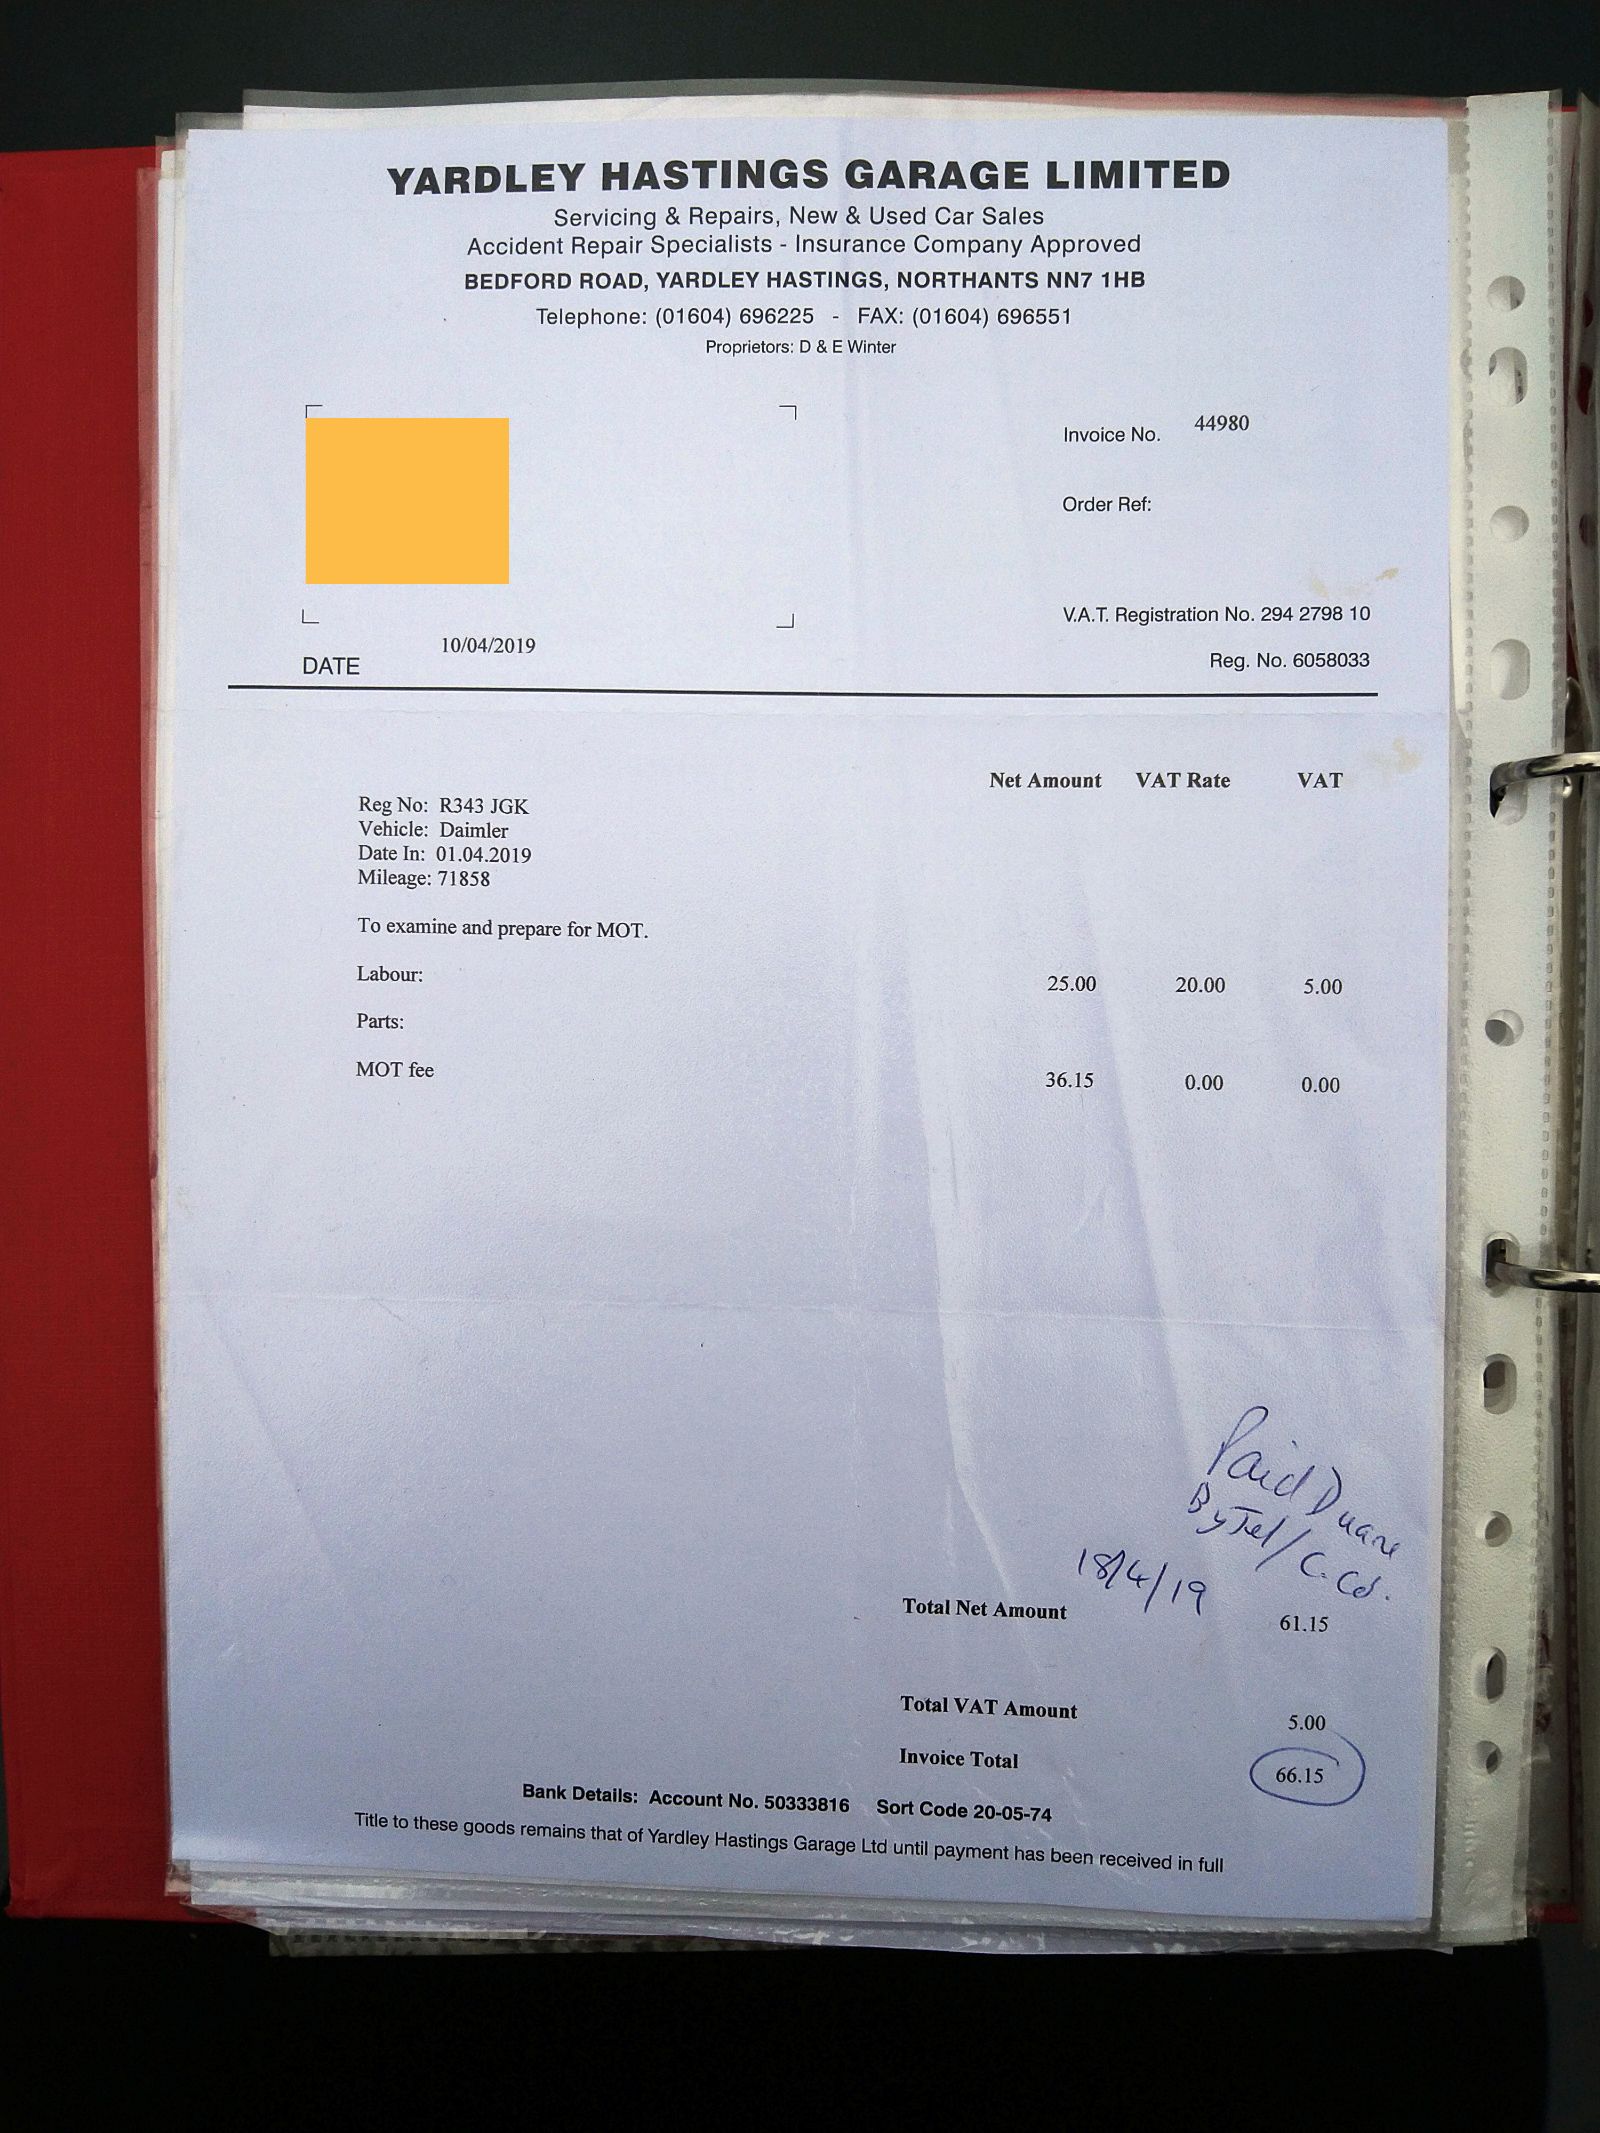 YARDLEY HASTINGS GARAGE LIMITED
Servicing & Repairs, New & Used Car Sales
Accident Repair Specialists - Insurance Company Approved
BEDFORD ROAD, YARDLEY HASTINGS, NORTHANTS NN7 1HB
Telephone: (01604) 696225 - FAX: (01604) 696551
Proprietors: D & E Winter
Invoice No. 44980
Order Ref:
V.A.T. Registration No. 294 2798 10
DATE 10/04/2019
Reg. No. 6058033
Net Amount VAT Rate VAT
Reg No: R343 JGK
Vehicle: Daimler
Date In: 01.04.2019
Mileage: 71858
To examine and prepare for MOT.
Labour: 25.00 20.00 5.00
Parts:
MOT fee 36.15 0.00 0.00
Paid Duane
By Tel/C.Cd.
18/4/19
Total Net Amount 61.15
Total VAT Amount 5.00
Invoice Total 66.15
Bank Details: Account No. 50333816 Sort Code 20-05-74
Title to these goods remains that of Yardley Hastings Garage Ltd until payment has been received in full